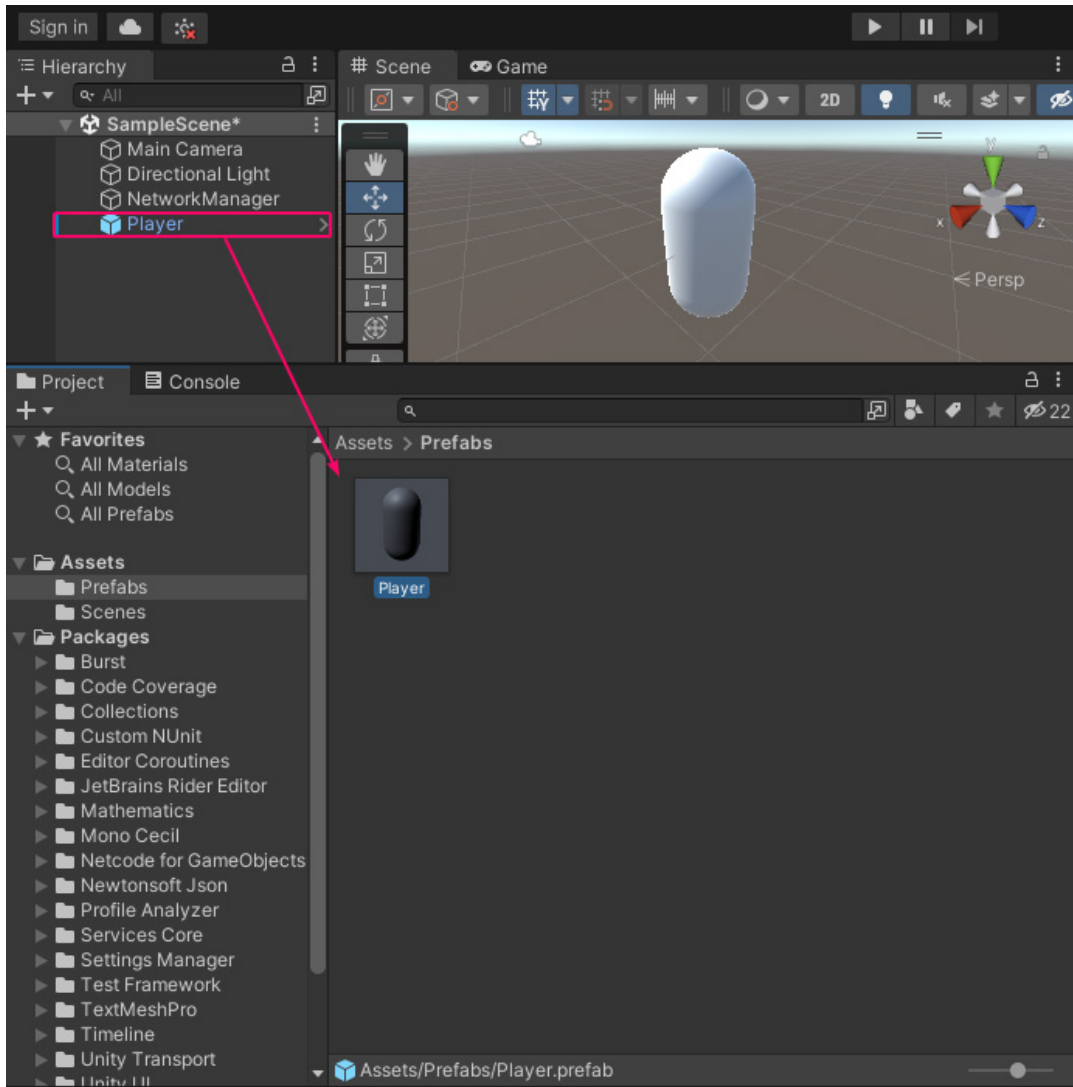 Sign in
Hierarchy
All
SampleScene*
Main Camera
Directional Light
NetworkManager
Player
Scene Game
2D
y
x
z
Persp
Project Console
22
Favorites
All Materials
All Models
All Prefabs
Assets
Prefabs
Scenes
Packages
Burst
Code Coverage
Collections
Custom NUnit
Editor Coroutines
JetBrains Rider Editor
Mathematics
Mono Cecil
Netcode for GameObjects
Newtonsoft Json
Profile Analyzer
Services Core
Settings Manager
Test Framework
TextMeshPro
Timeline
Unity Transport
Unity UI
Assets > Prefabs
Player
Assets/Prefabs/Player.prefab